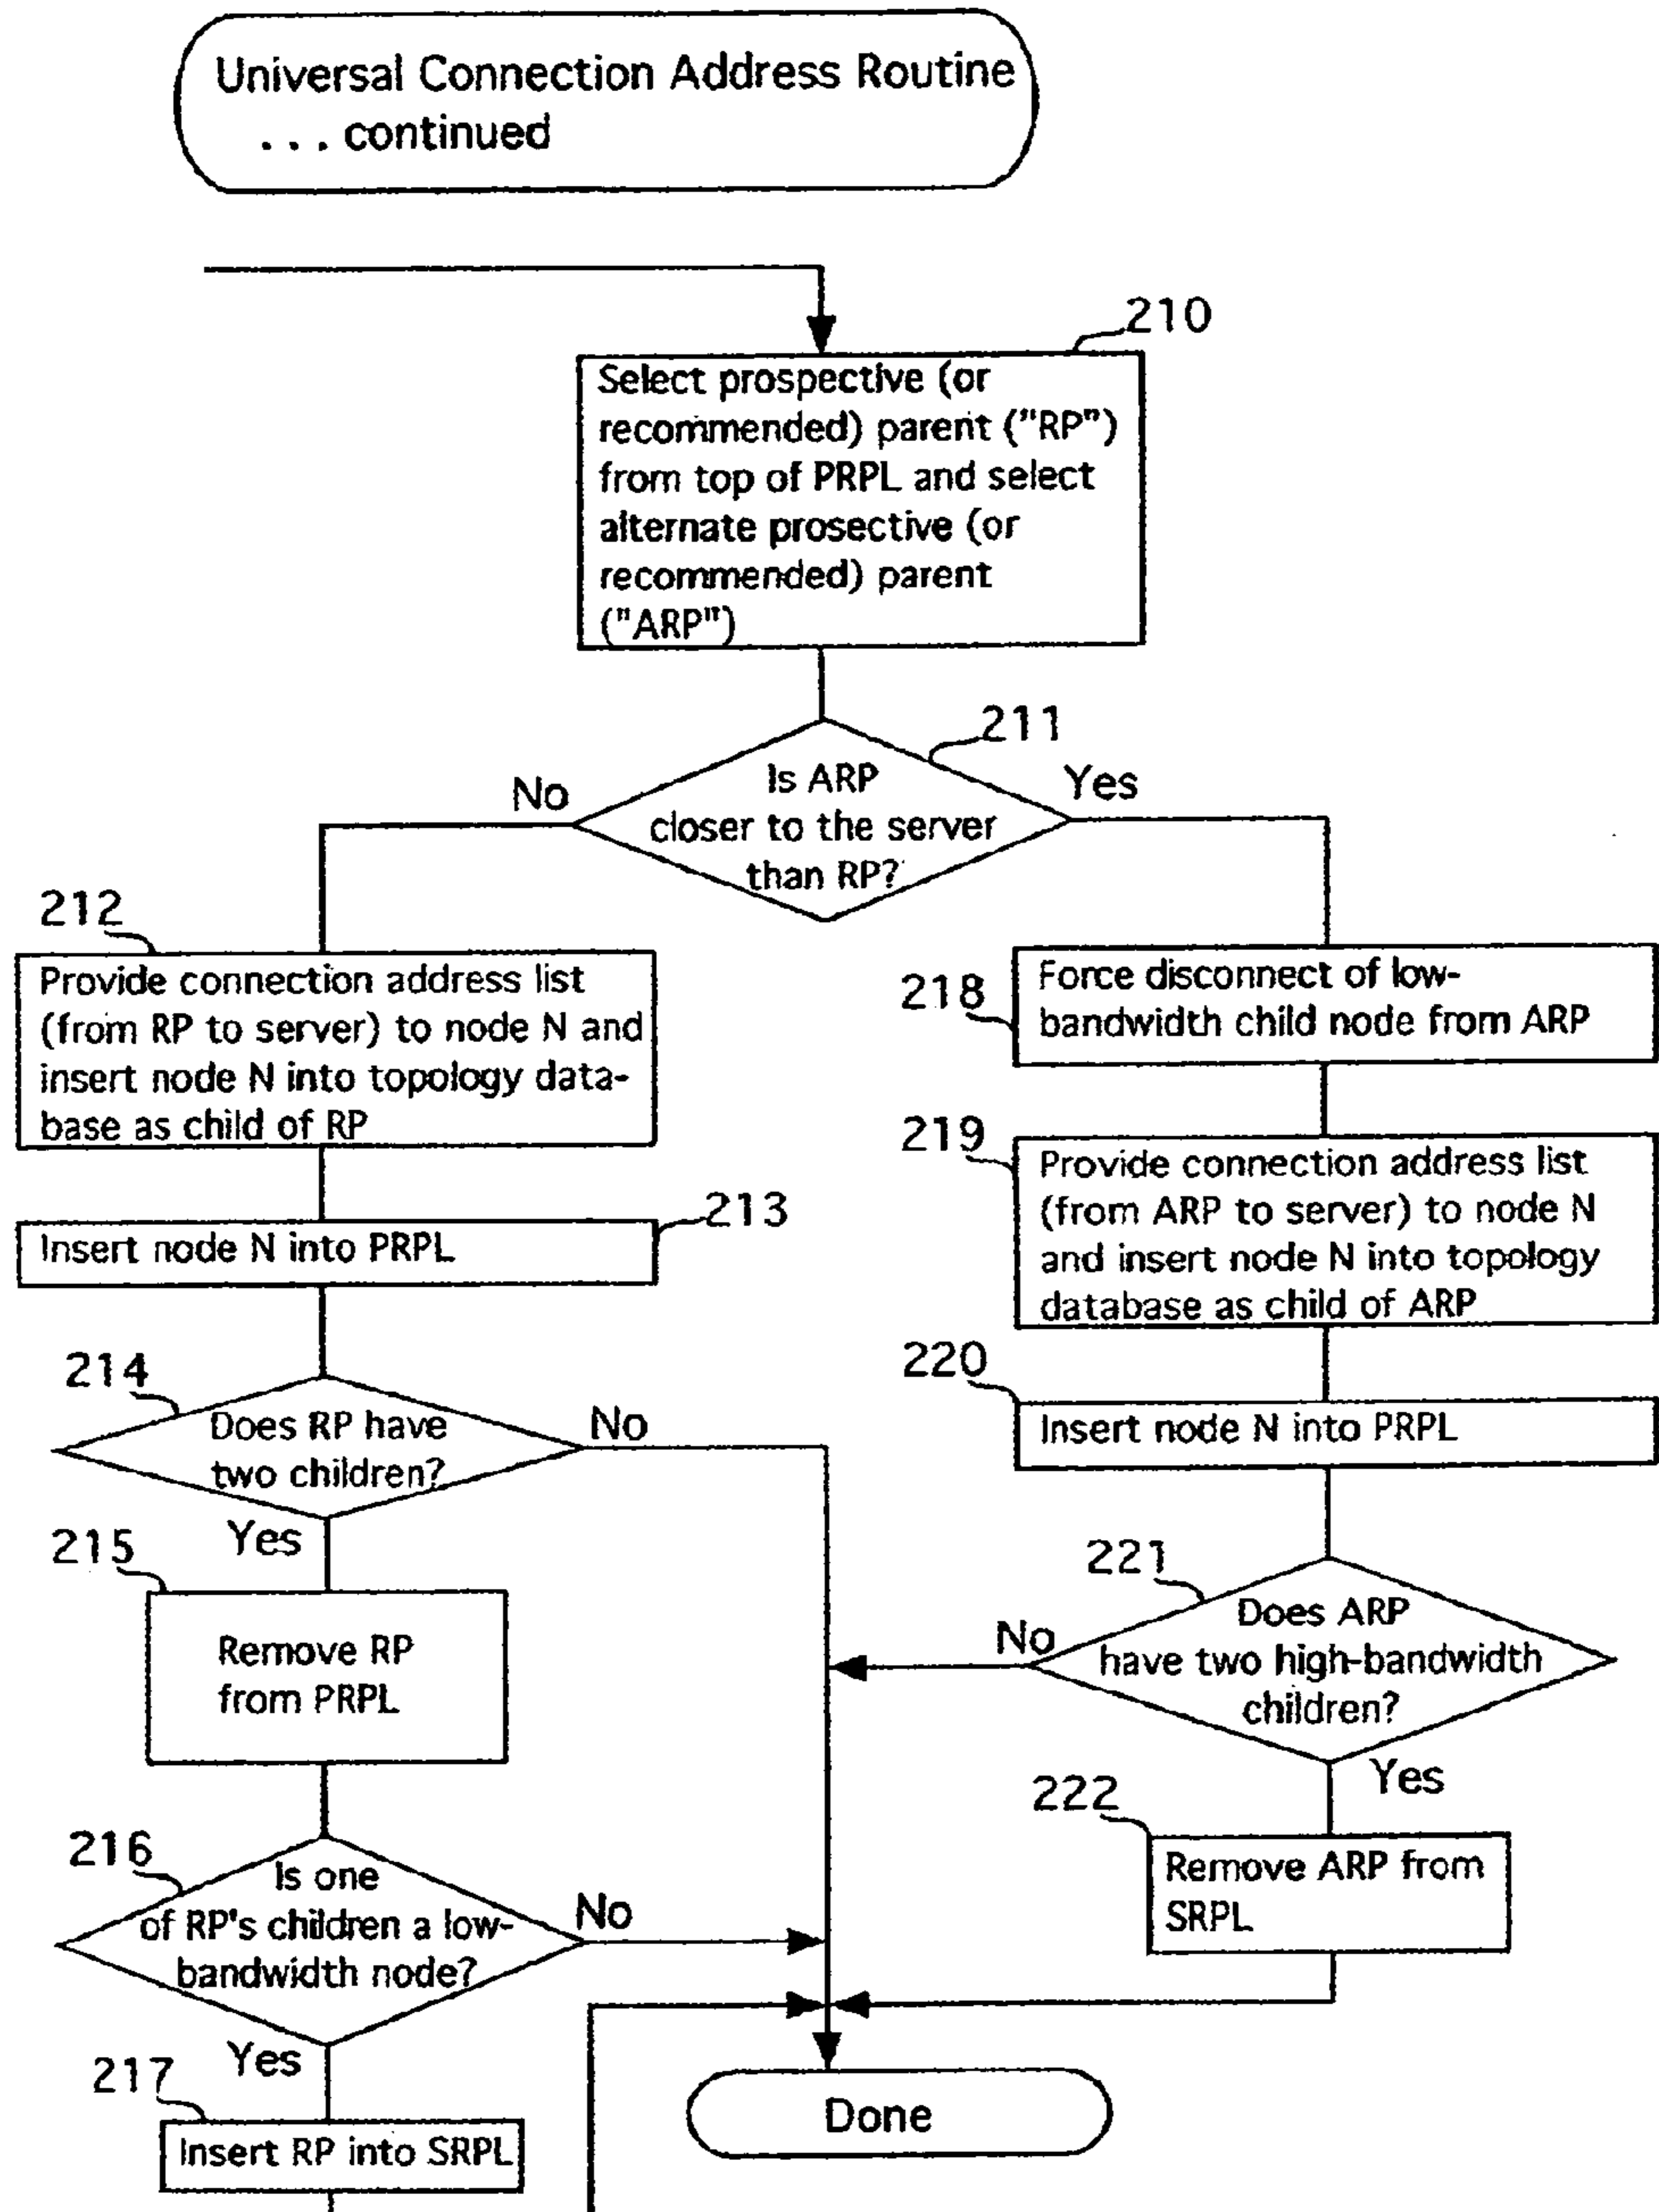 Universal Connection Address Routine
. . . continued
210
Select prospective (or
recommended) parent ("RP")
from top of PRPL and select
alternate prosective (or
recommended) parent
("ARP")
211
Is ARP
closer to the server
than RP?
No
Yes
212
Provide connection address list
(from RP to server) to node N and
insert node N into topology data-
base as child of RP
218
Force disconnect of low-
bandwidth child node from ARP
219
Provide connection address list
(from ARP to server) to node N
and insert node N into topology
database as child of ARP
213
Insert node N into PRPL
220
Insert node N into PRPL
214
Does RP have
two children?
No
Yes
221
Does ARP
have two high-bandwidth
children?
No
Yes
215
Remove RP
from PRPL
222
Remove ARP from
SRPL
216
Is one
of RP's children a low-
bandwidth node?
No
Yes
217
Insert RP into SRPL
Done